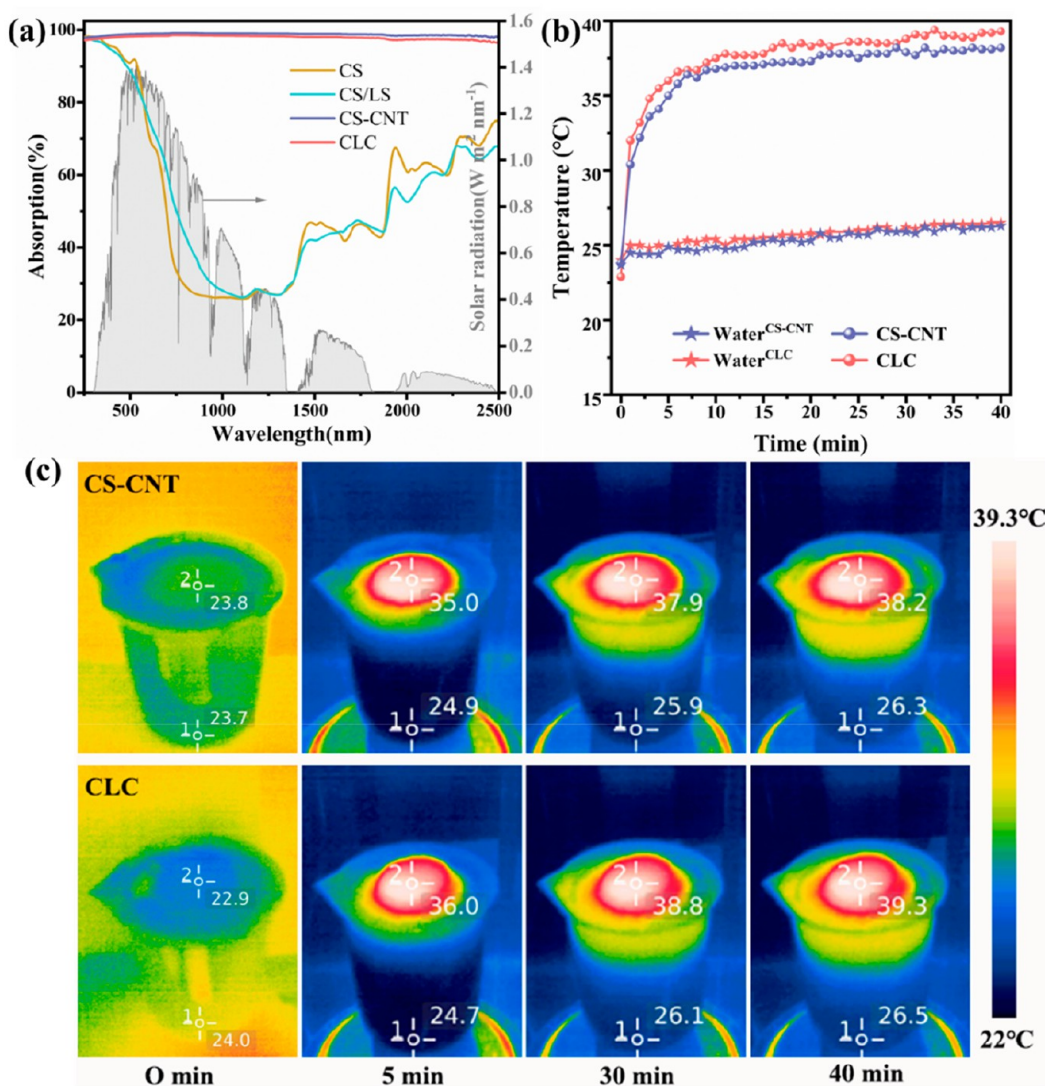 (a)
100
80
60
40
20
0
Absorption(%)
500
1000
1500
2000
2500
Wavelength(nm)
CS
CS/LS
CS-CNT
CLC
1.6
1.4
1.2
1.0
0.8
0.6
0.4
0.2
0.0
Solar radiation(W m⁻² nm⁻¹)
(b)
40
35
30
25
20
15
Temperature (°C)
0 5 10 15 20 25 30 35 40
Time (min)
Water^CS-CNT
CS-CNT
Water^CLC
CLC
(c)
CS-CNT
2
23.8
1
23.7
2
35.0
24.9
1
2
37.9
25.9
1
2
38.2
26.3
1
CLC
2
22.9
1
24.0
2
36.0
24.7
1
2
38.8
26.1
1
2
39.3
26.5
1
39.3°C
22°C
O min
5 min
30 min
40 min